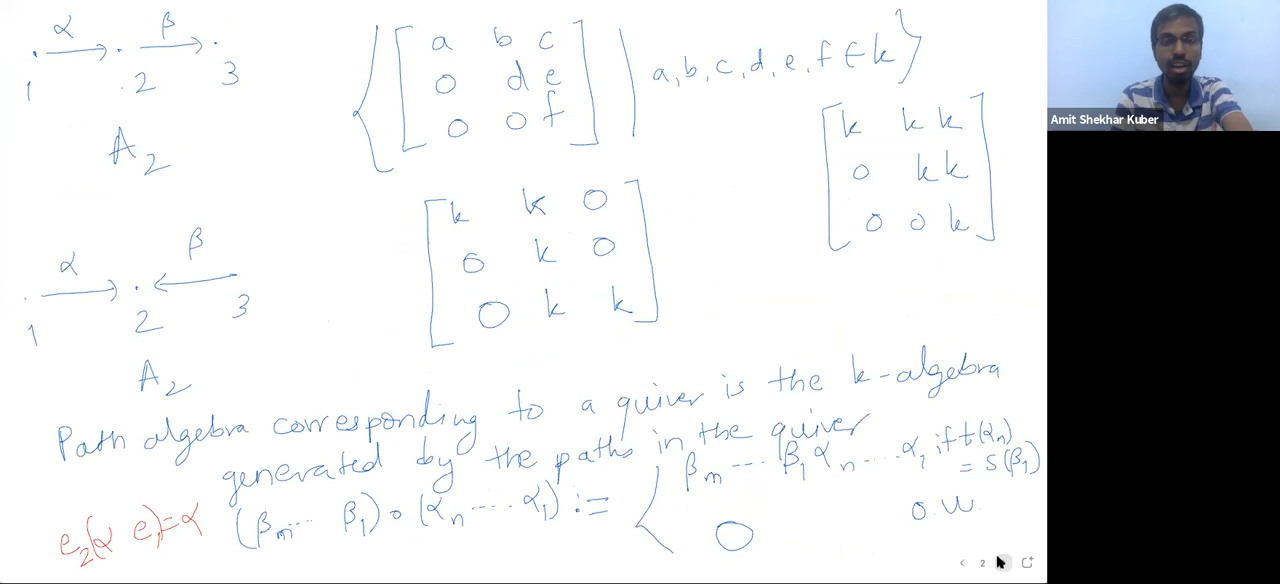 α β
1 2 3
A₂
{ [ a b c
0 d e
0 0 f ] | a, b, c, d, e, f ∈ k }
[ k k k
0 k k
0 0 k ]
Amit Shekhar Kuber
[ k k 0
0 k 0
0 k k ]
α β
1 2 3
A₂
Path algebra corresponding to a quiver is the k-algebra
generated by the paths in the quiver
e₂(α e₁)=α (βₘ... β₁) ∘ (αₙ....α₁) := { βₘ.... β₁ αₙ....α₁ if t(αₙ) = s(β₁)
0 o.w.
2